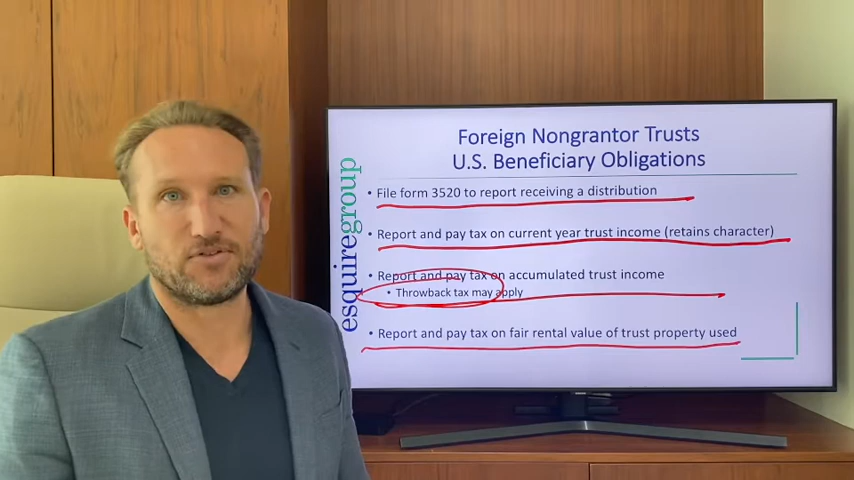 Foreign Nongrantor Trusts
U.S. Beneficiary Obligations
• File form 3520 to report receiving a distribution
• Report and pay tax on current year trust income (retains character)
• Report and pay tax on accumulated trust income
• Throwback tax may apply
• Report and pay tax on fair rental value of trust property used
esquiregroup